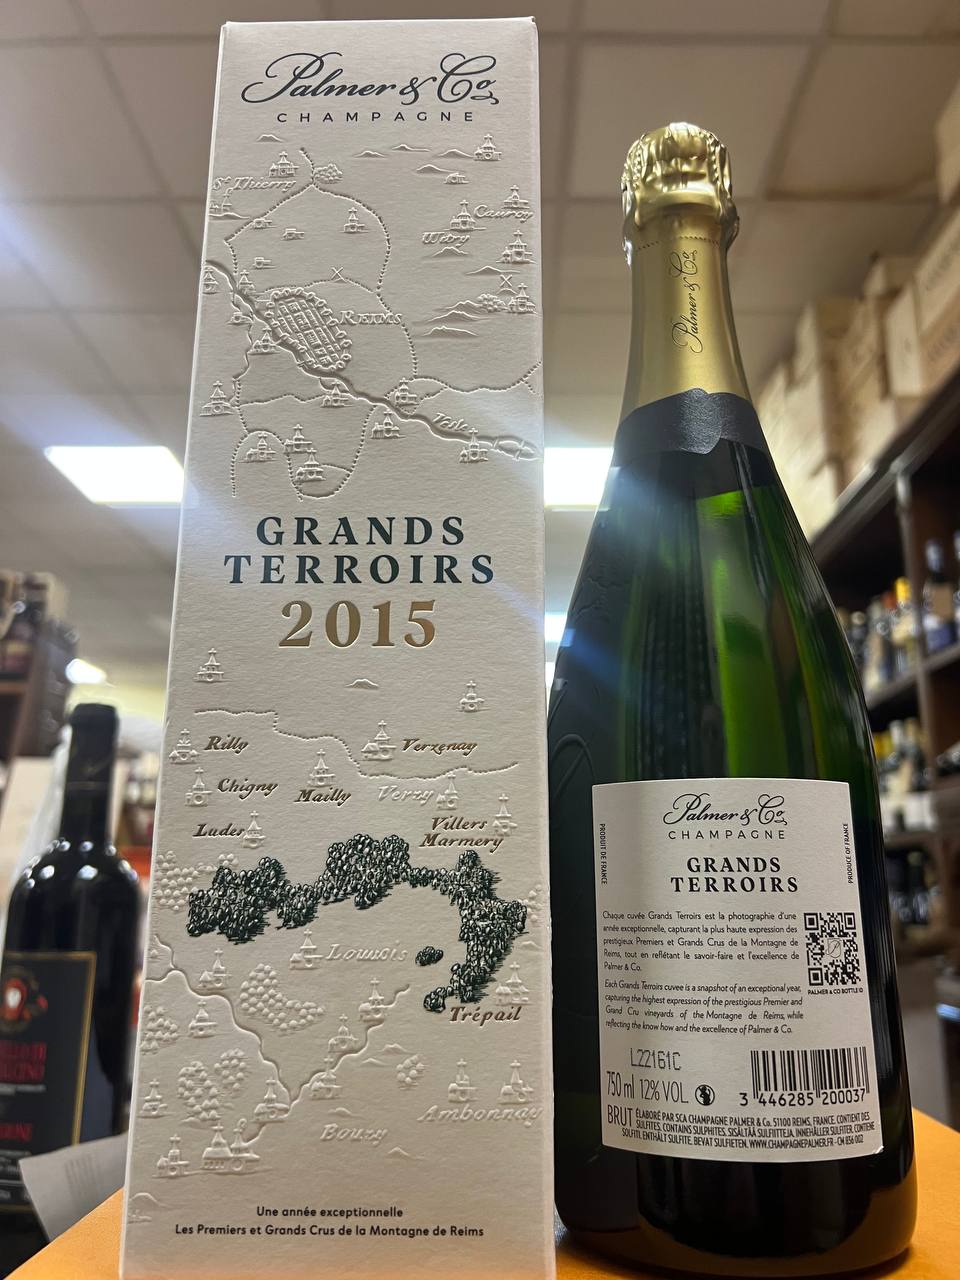 Palmer & Co
CHAMPAGNE
St Thierry
Cauroy
Witry
REIMS
Vesle
GRANDS
TERROIRS
2015
Rilly
Verzenay
Chigny
Mailly
Verzy
Ludes
Villers
Marmery
Louvois
Trépail
Ambonnay
Bouzy
Une année exceptionnelle
Les Premiers et Grands Crus de la Montagne de Reims
Palmer & Co
Palmer & Co
CHAMPAGNE
GRANDS
TERROIRS
PRODUIT DE FRANCE
PRODUCE OF FRANCE
Chaque cuvée Grands Terroirs est la photographie d'une
année exceptionnelle, capturant la plus haute expression des
prestigieux Premiers et Grands Crus de la Montagne de
Reims, tout en reflétant le savoir-faire et l'excellence de
Palmer & Co.
PALMER & CO BOTTLE ID
Each Grands Terroirs cuvee is a snapshot of an exceptional year,
capturing the highest expression of the prestigious Premier and
Grand Cru vineyards of the Montagne de Reims, while
reflecting the know how and the excellence of Palmer & Co.
L22161C
750 ml 12% VOL.
3 446285 200037
BRUT ÉLABORÉ PAR SCA CHAMPAGNE PALMER & Co. 51100 REIMS, FRANCE. CONTIENT DES
SULFITES. CONTAINS SULPHITES. SISÄLTÄÄ SULFIITTEJA. INNEHÅLLER SULFITER. CONTIENE
SOLFITI. ENTHÄLT SULFITE. BEVAT SULFIETEN. WWW.CHAMPAGNEPALMER.FR - CM 856 002